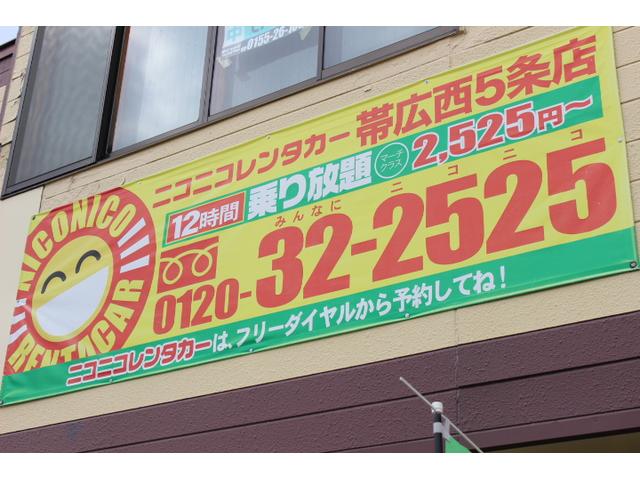 0155-26-10
NICONICO
RENTACAR
ニコニコレンタカー 帯広西5条店
12時間 乗り放題 マーチクラス 2,525円〜
みんなに ニコニコ
0120-32-2525
ニコニコレンタカーは、フリーダイヤルから予約してね!